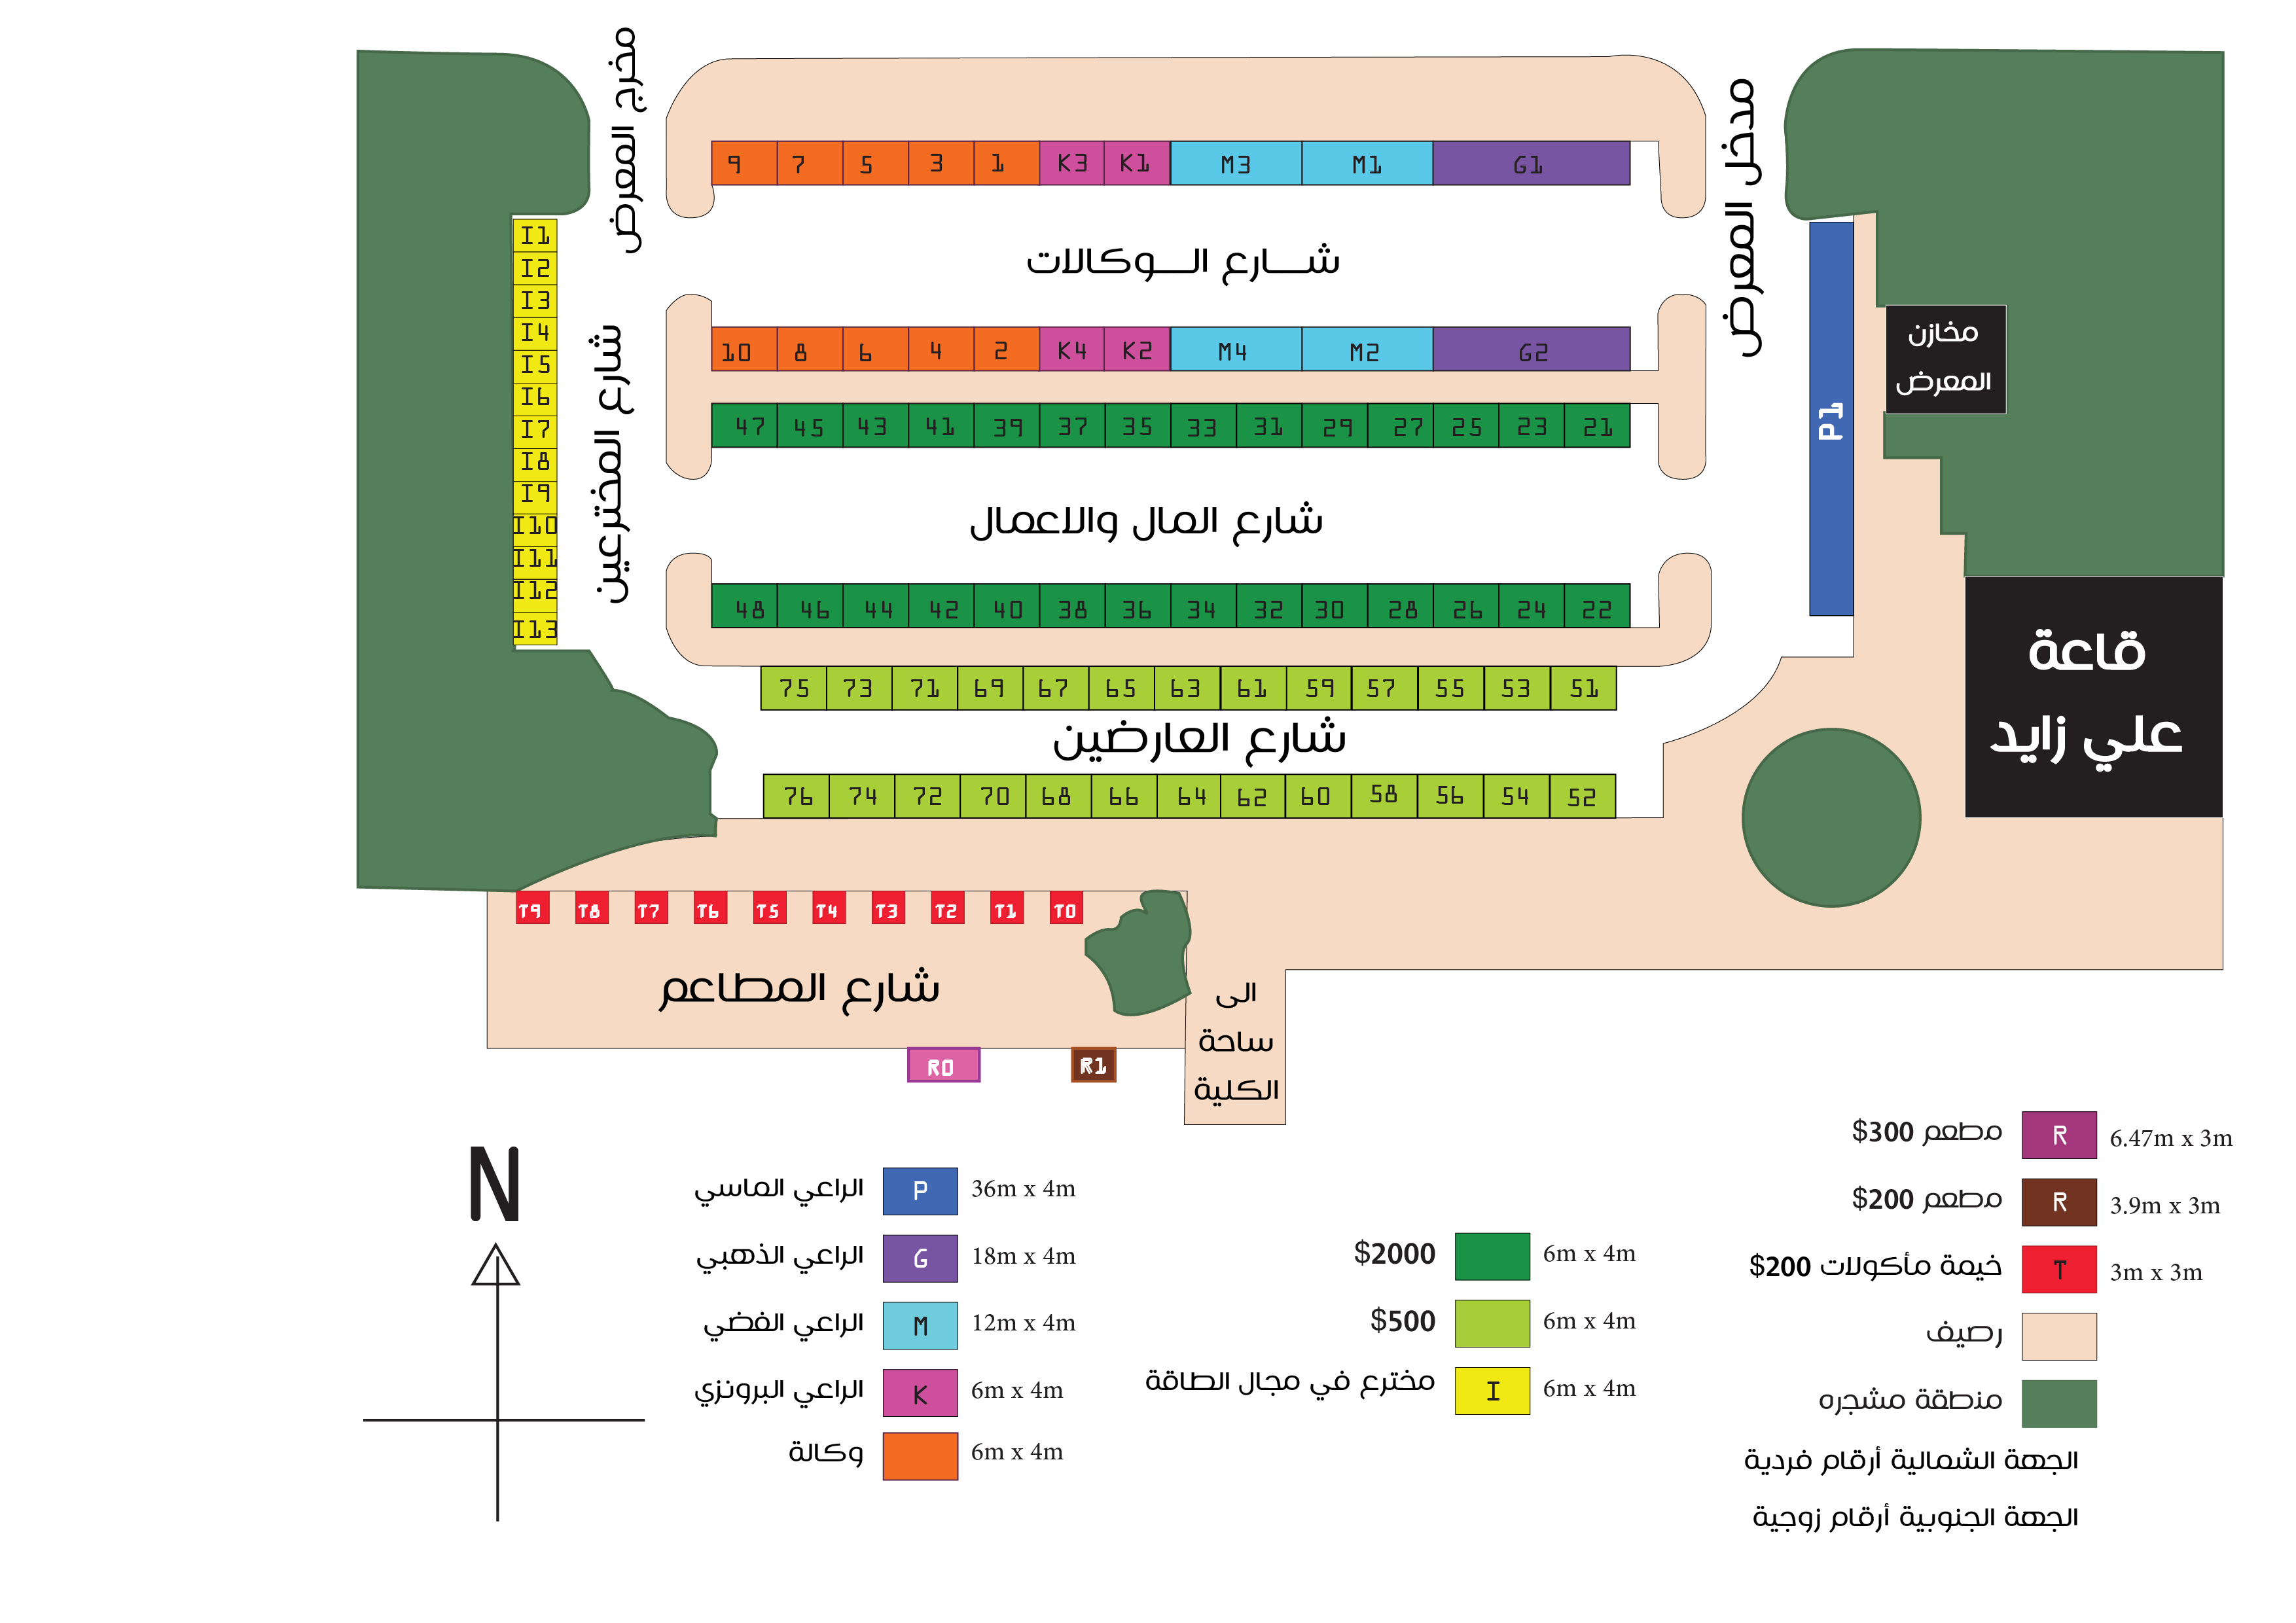 مخرج المعرض
مدخل المعرض
9 7 5 3 1 K3 K1 M3 M1 G1
شارع الوكالات
10 8 6 4 2 K4 K2 M4 M2 G2
47 45 43 41 39 37 35 33 31 29 27 25 23 21
شارع المال والاعمال
48 46 44 42 40 38 36 34 32 30 28 26 24 22
75 73 71 69 67 65 63 61 59 57 55 53 51
شارع العارضين
76 74 72 70 68 66 64 62 60 58 56 54 52
I1
I2
I3
I4
I5
I6
I7
I8
I9
I10
I11
I12
I13
شارع المخترعين
P1
مخازن
المعرض
قاعة
علي زايد
T9 T8 T7 T6 T5 T4 T3 T2 T1 T0
شارع المطاعم
R0 R1
الى
ساحة
الكلية
N
الراعي الماسي P 36m x 4m
الراعي الذهبي G 18m x 4m
الراعي الفضي M 12m x 4m
الراعي البرونزي K 6m x 4m
وكالة 6m x 4m
$2000 6m x 4m
$500 6m x 4m
مخترع في مجال الطاقة I 6m x 4m
مطعم 300$ R 6.47m x 3m
مطعم 200$ R 3.9m x 3m
خيمة مأكولات 200$ T 3m x 3m
رصيف
منطقة مشجره
الجهة الشمالية أرقام فردية
الجهة الجنوبية أرقام زوجية